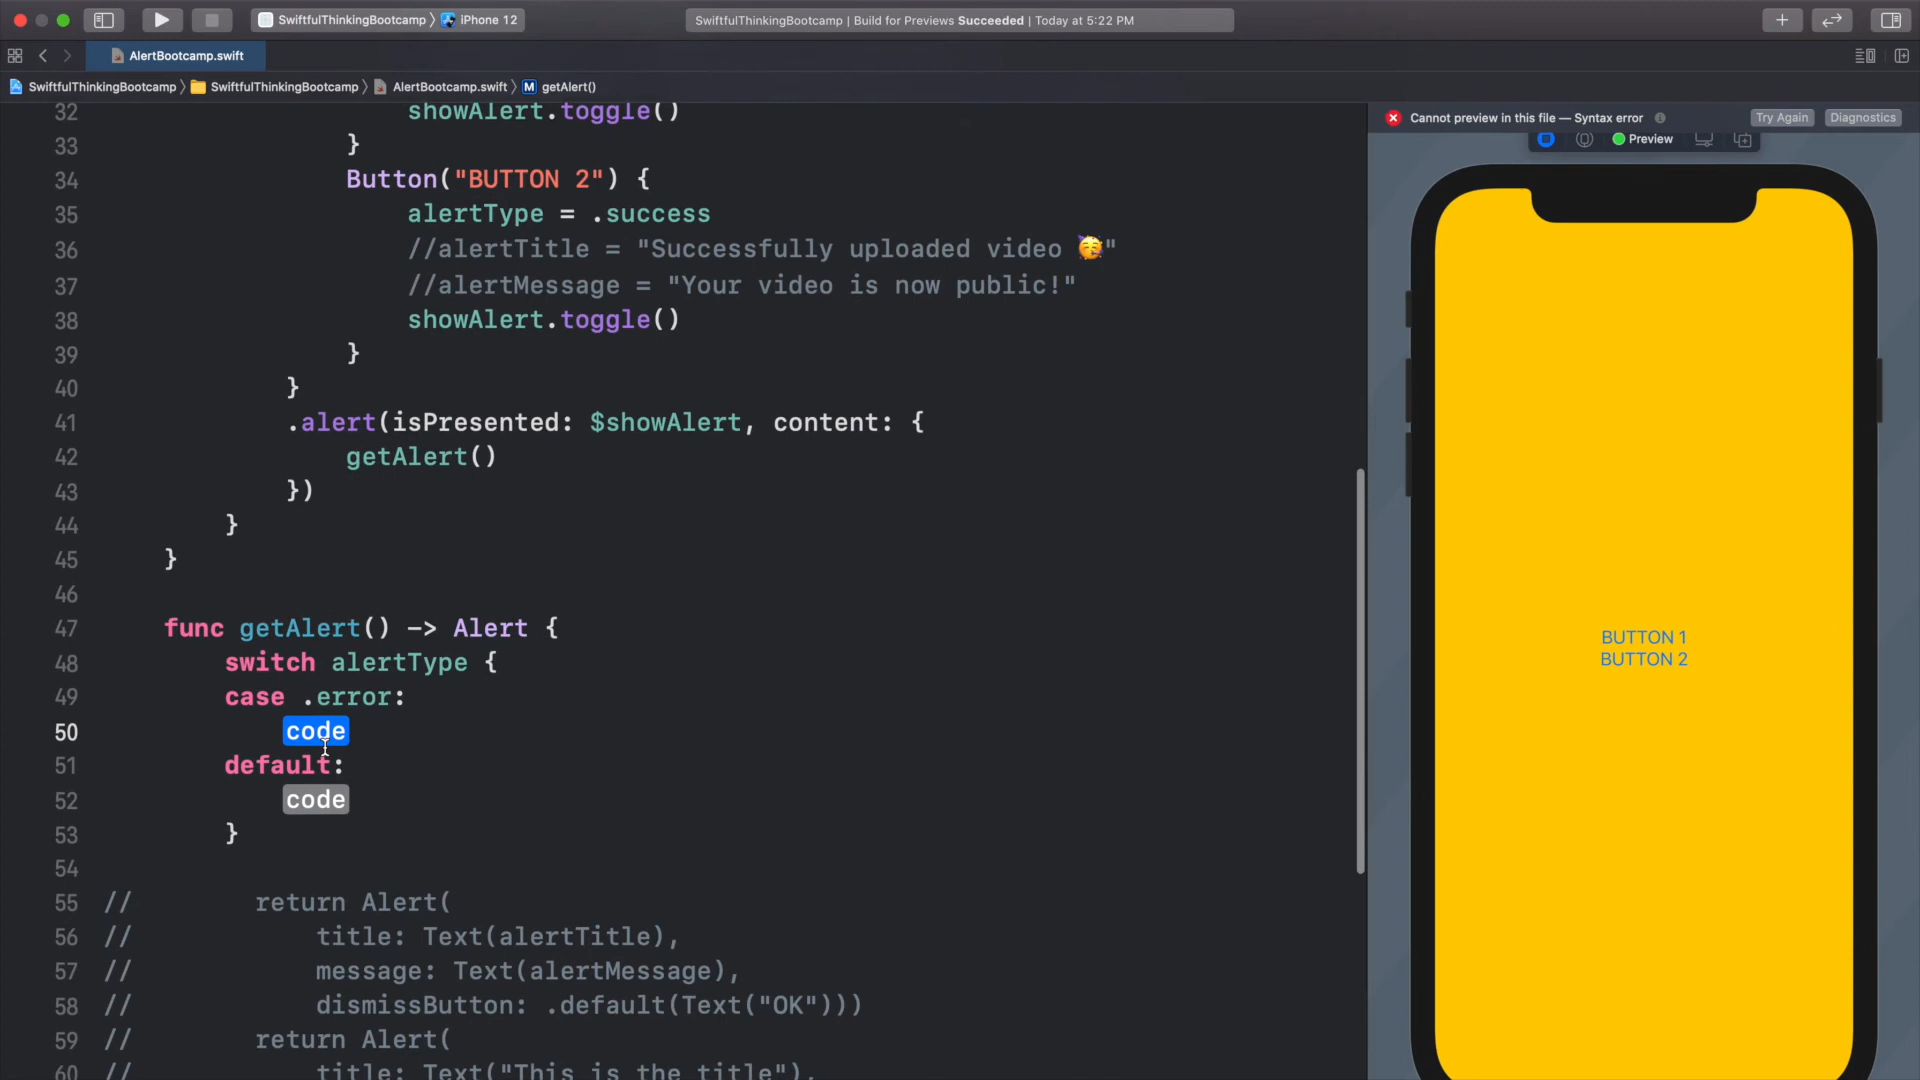 SwiftfulThinkingBootcamp 〉 iPhone 12
SwiftfulThinkingBootcamp | Build for Previews Succeeded | Today at 5:22 PM
AlertBootcamp.swift
SwiftfulThinkingBootcamp 〉 SwiftfulThinkingBootcamp 〉 AlertBootcamp.swift 〉 M getAlert()
32 showAlert.toggle()
33 }
34 Button("BUTTON 2") {
35 alertType = .success
36 //alertTitle = "Successfully uploaded video 🥳"
37 //alertMessage = "Your video is now public!"
38 showAlert.toggle()
39 }
40 }
41 .alert(isPresented: $showAlert, content: {
42 getAlert()
43 })
44 }
45 }
46
47 func getAlert() -> Alert {
48 switch alertType {
49 case .error:
50 code
51 default:
52 code
53 }
54
55 // return Alert(
56 // title: Text(alertTitle),
57 // message: Text(alertMessage),
58 // dismissButton: .default(Text("OK")))
59 // return Alert(
60 // title: Text("This is the title"),
Cannot preview in this file — Syntax error
Try Again
Diagnostics
Preview
BUTTON 1
BUTTON 2